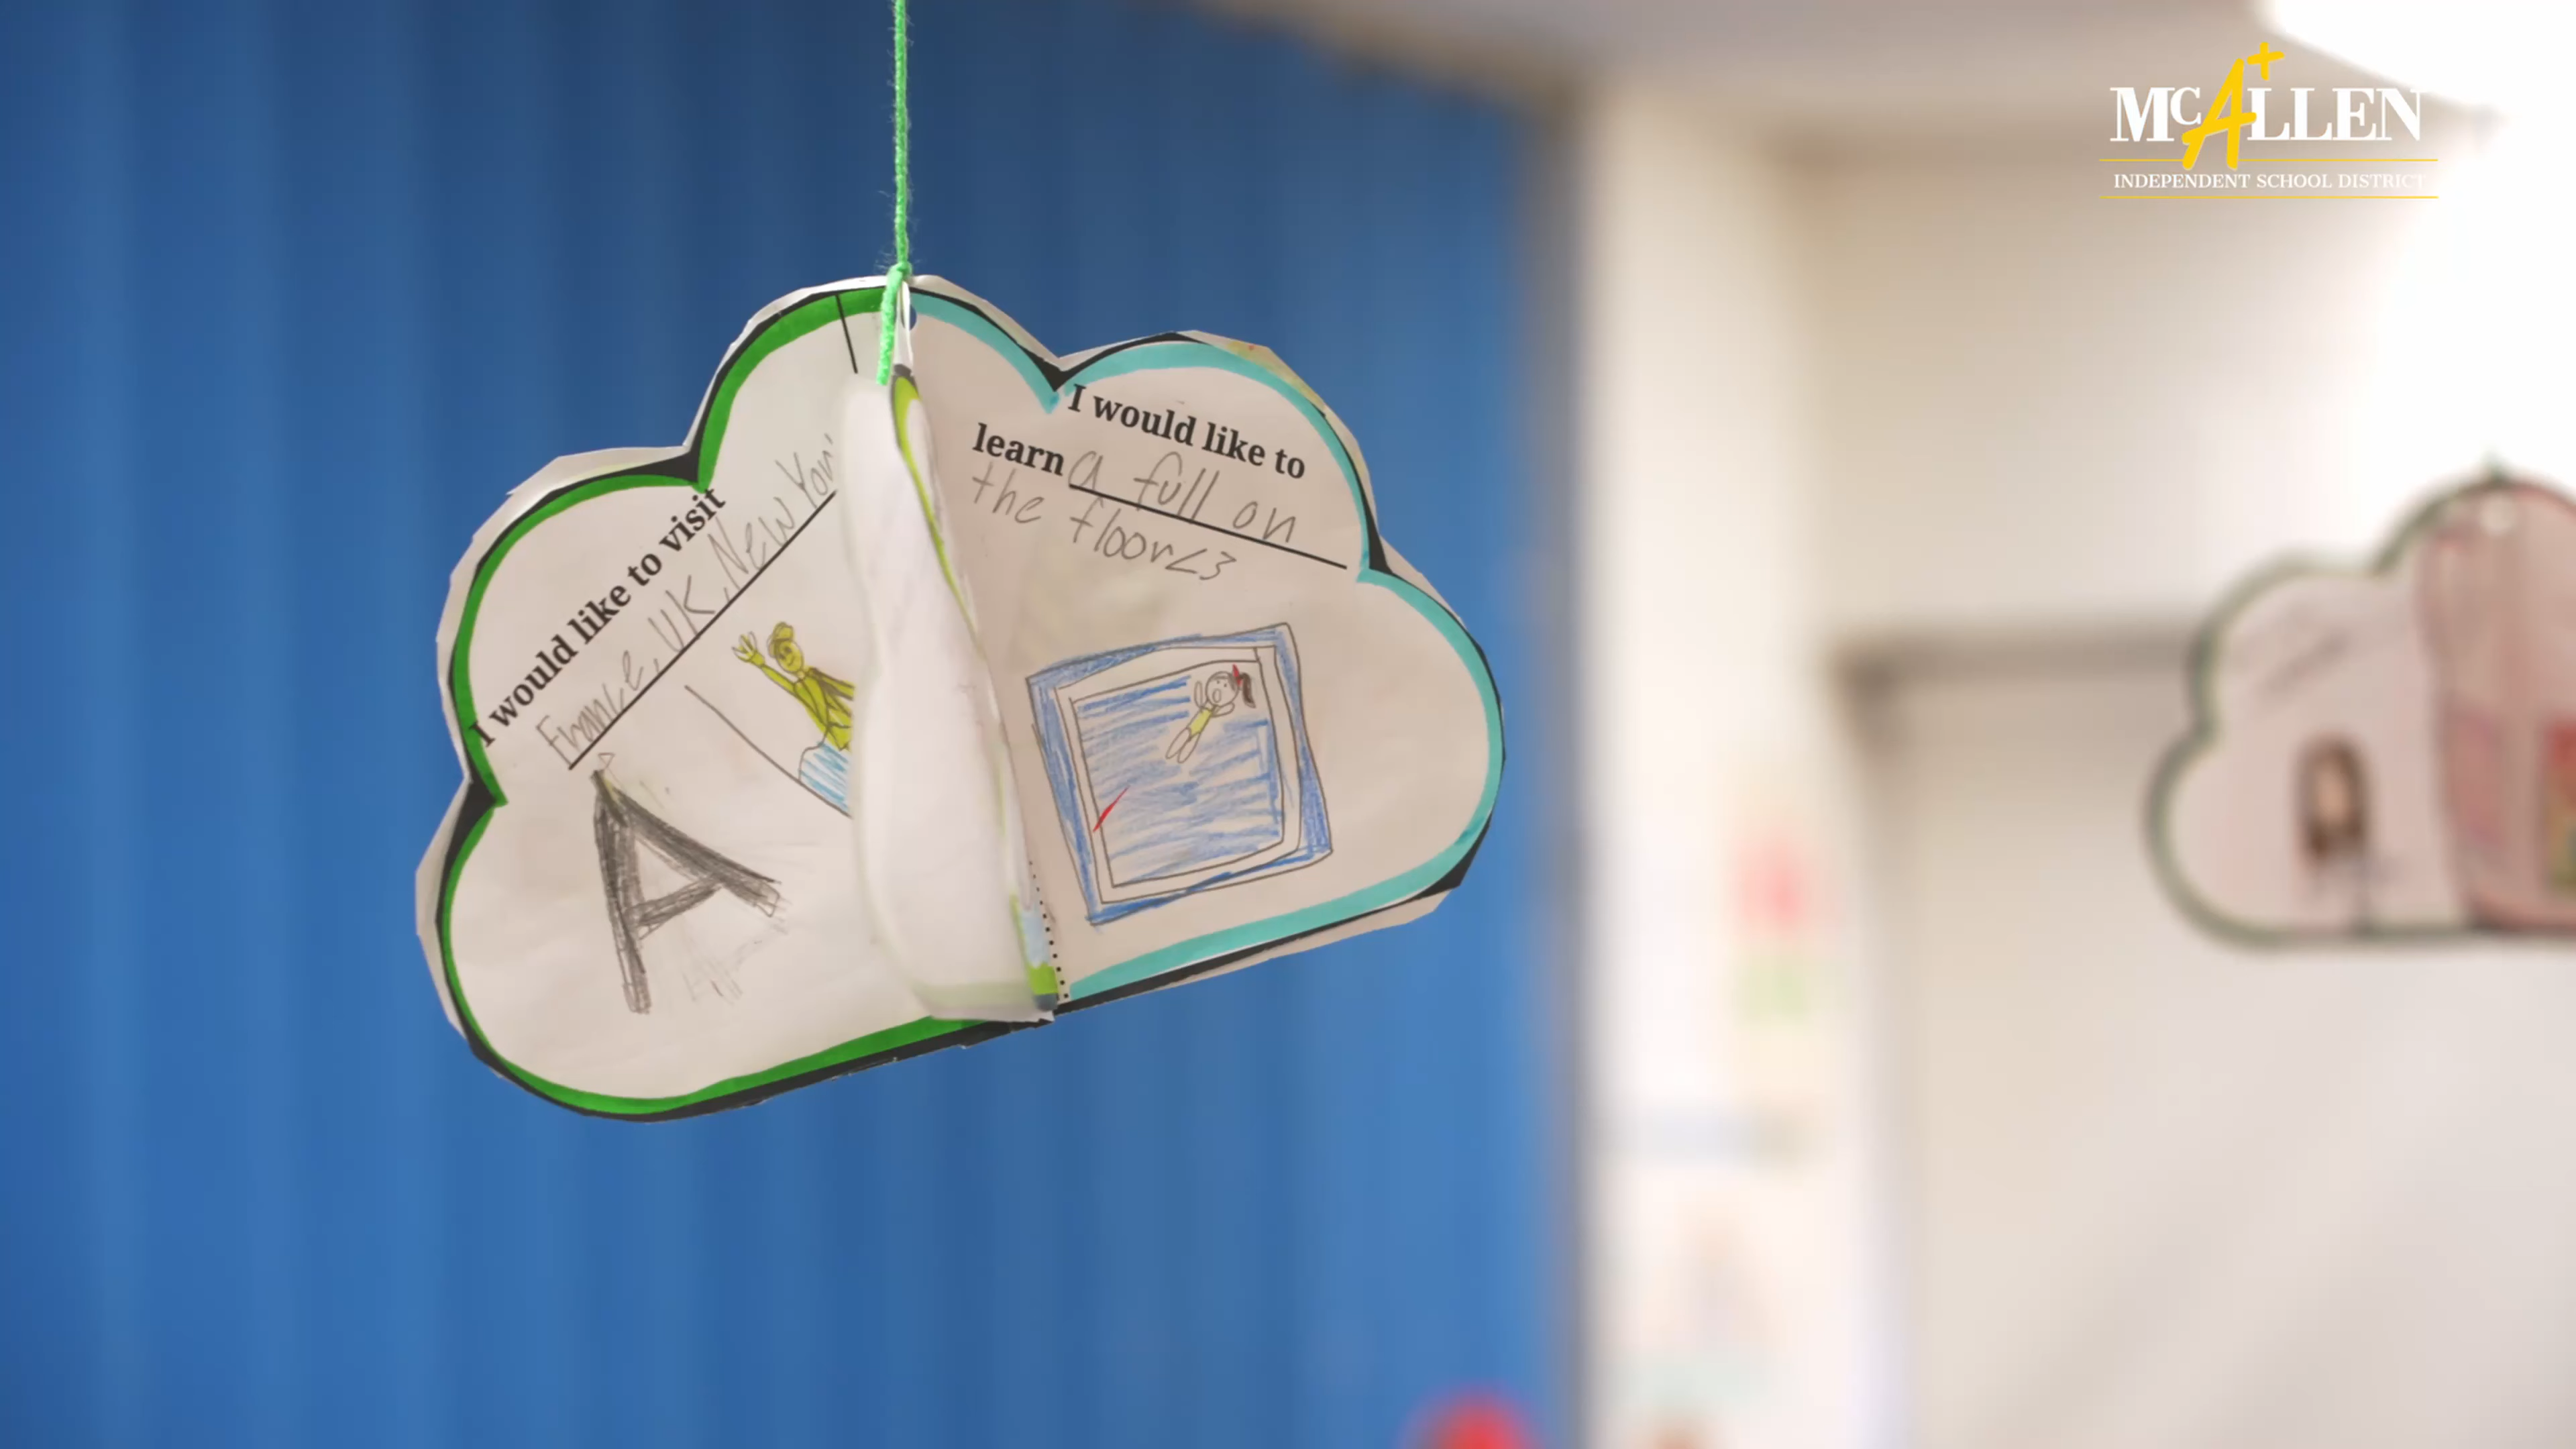 McALLEN
INDEPENDENT SCHOOL DISTRICT
I would like to visit
France, UK, New
I would like to
learn a full on
the floor<3